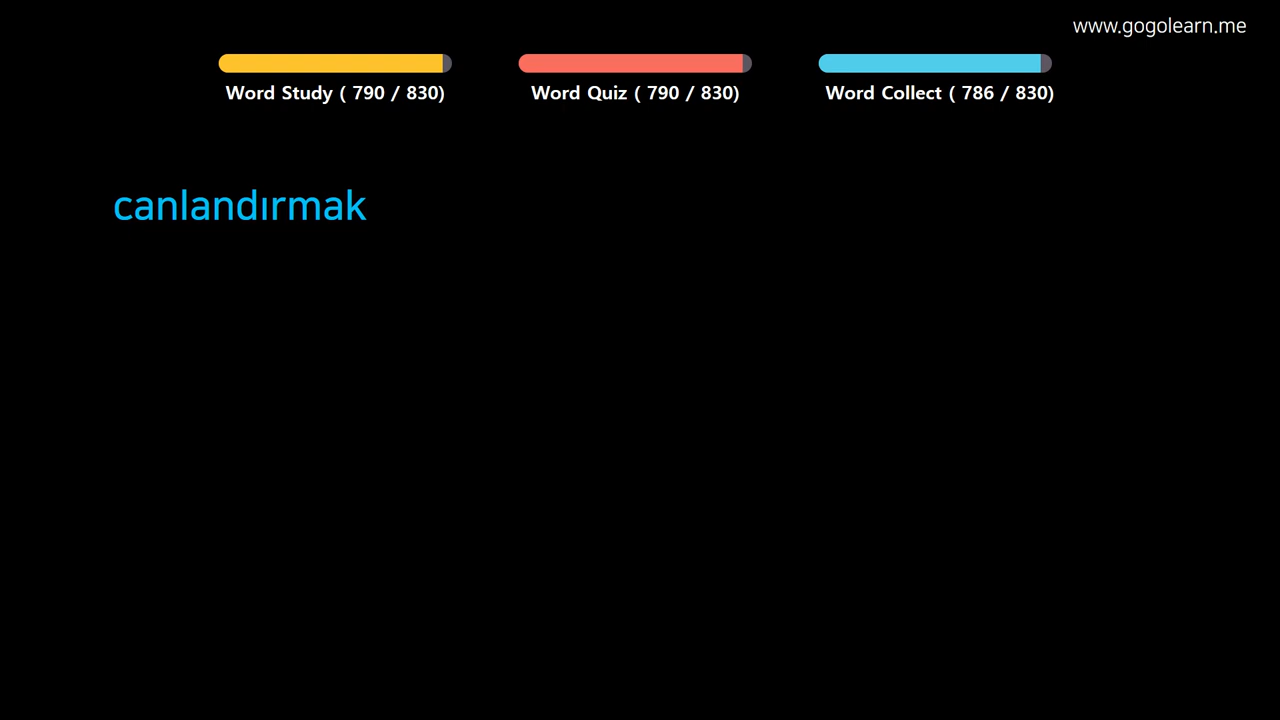 www.gogolearn.me
Word Study ( 790 / 830)
Word Quiz ( 790 / 830)
Word Collect ( 786 / 830)
canlandırmak